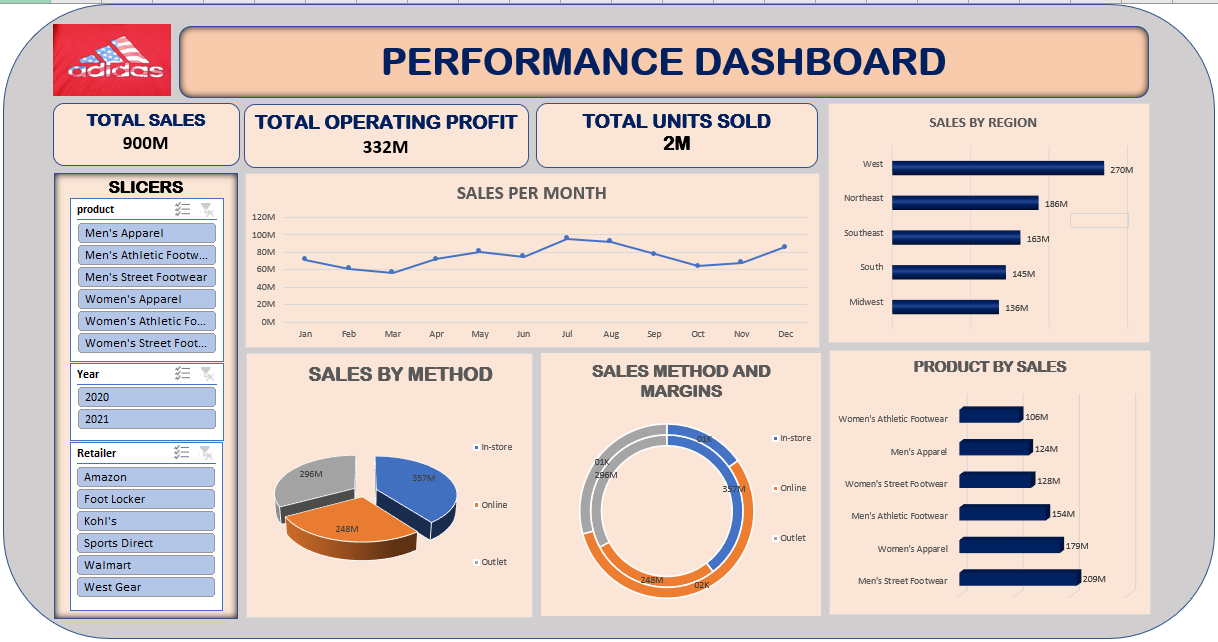 adidas
PERFORMANCE DASHBOARD
TOTAL SALES
900M
TOTAL OPERATING PROFIT
332M
TOTAL UNITS SOLD
2M
SLICERS
product
Men's Apparel
Men's Athletic Footw...
Men's Street Footwear
Women's Apparel
Women's Athletic Fo...
Women's Street Foot...
Year
2020
2021
Retailer
Amazon
Foot Locker
Kohl's
Sports Direct
Walmart
West Gear
SALES PER MONTH
120M
100M
80M
60M
40M
20M
0M
Jan Feb Mar Apr May Jun Jul Aug Sep Oct Nov Dec
SALES BY REGION
West 270M
Northeast 186M
Southeast 163M
South 145M
Midwest 136M
SALES BY METHOD
296M
357M
248M
In-store
Online
Outlet
SALES METHOD AND
MARGINS
01K
01K
296M
357M
248M
02K
In-store
Online
Outlet
PRODUCT BY SALES
Women's Athletic Footwear 106M
Men's Apparel 124M
Women's Street Footwear 128M
Men's Athletic Footwear 154M
Women's Apparel 179M
Men's Street Footwear 209M